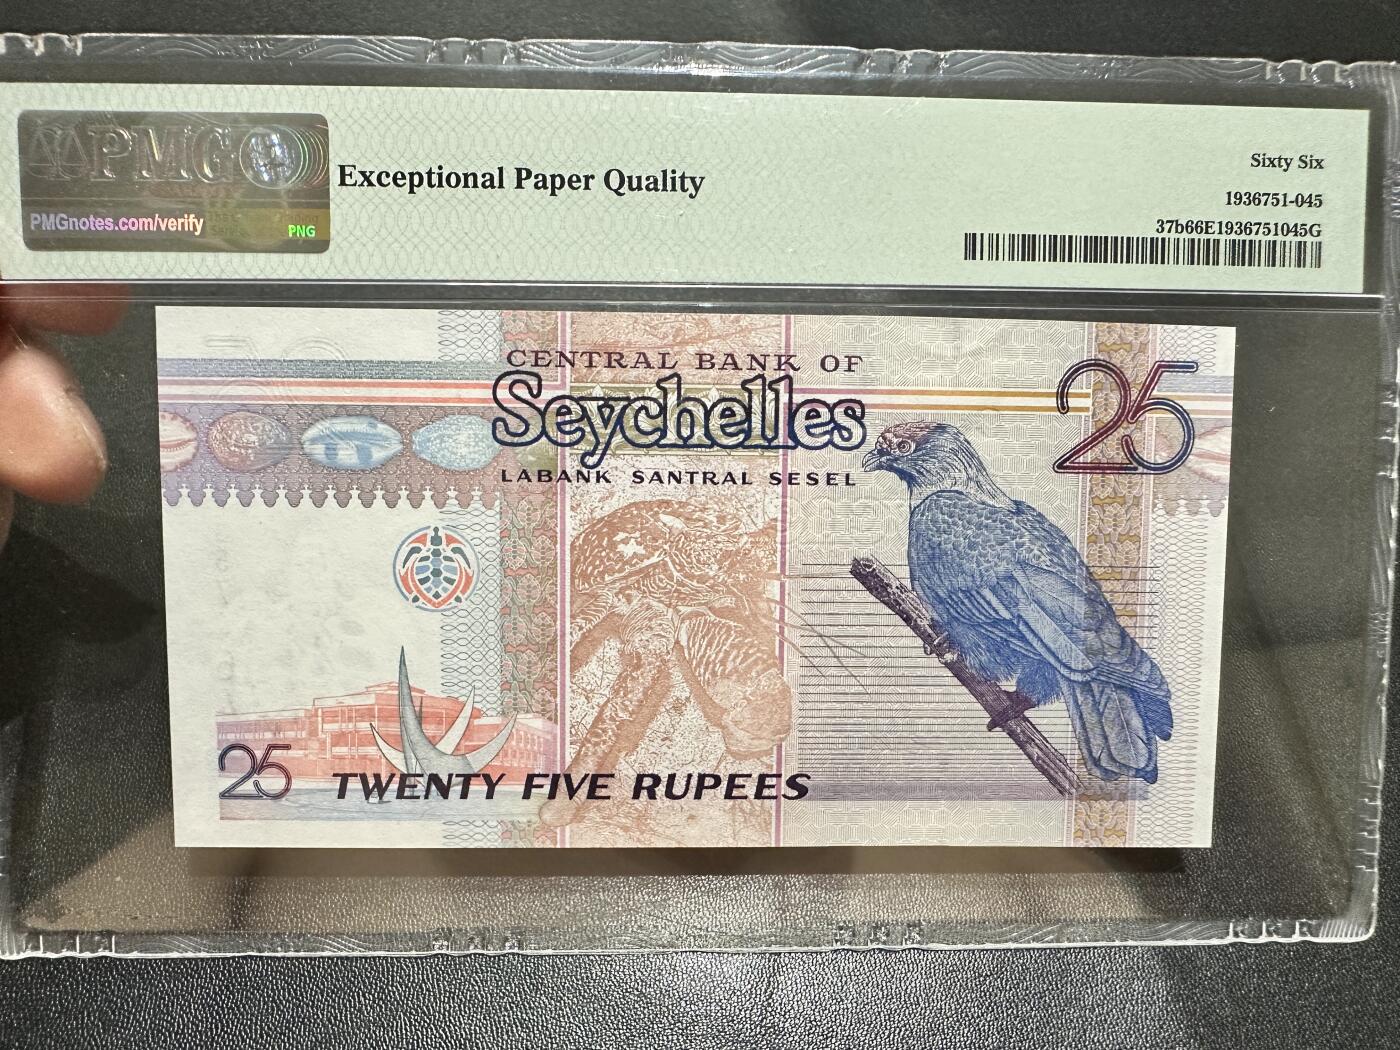 PMG
PMGnotes.com/verify
PNG
Exceptional Paper Quality
Sixty Six
1936751-045
37b66E1936751045G
CENTRAL BANK OF
Seychelles
LABANK SANTRAL SESEL
25
25
TWENTY FIVE RUPEES